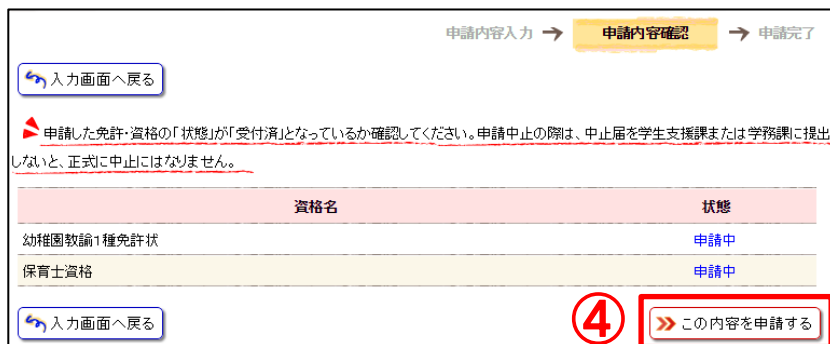 申請内容入力 → 申請内容確認 → 申請完了
入力画面へ戻る
申請した免許・資格の「状態」が「受付済」となっているか確認してください。申請中止の際は、中止届を学生支援課または学務課に提出
しないと、正式に中止にはなりません。
資格名 状態
幼稚園教諭1種免許状 申請中
保育士資格 申請中
入力画面へ戻る ④ この内容を申請する